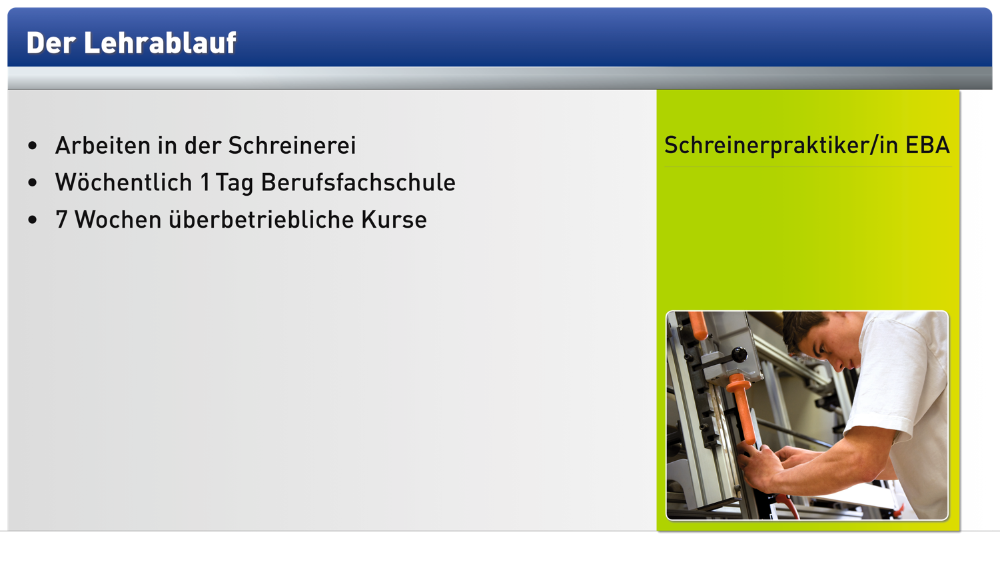 Der Lehrablauf
• Arbeiten in der Schreinerei
• Wöchentlich 1 Tag Berufsfachschule
• 7 Wochen überbetriebliche Kurse
Schreinerpraktiker/in EBA